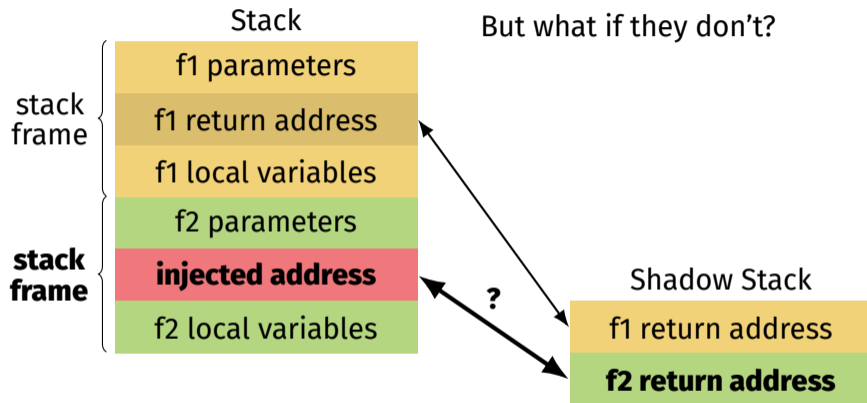 Stack
But what if they don’t?
f1 parameters
stack
frame
f1 return address
f1 local variables
f2 parameters
stack
frame
injected address
f2 local variables
?
Shadow Stack
f1 return address
f2 return address